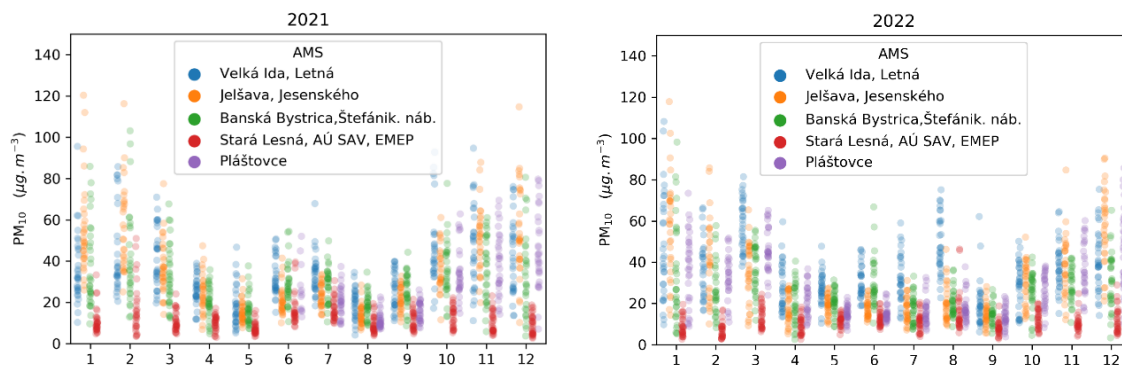 2021
PM10 (µg.m−3)
140
120
100
80
60
40
20
0
AMS
Velká Ida, Letná
Jelšava, Jesenského
Banská Bystrica,Štefánik. náb.
Stará Lesná, AÚ SAV, EMEP
Pláštovce
1 2 3 4 5 6 7 8 9 10 11 12
2022
PM10 (µg.m−3)
140
120
100
80
60
40
20
0
AMS
Velká Ida, Letná
Jelšava, Jesenského
Banská Bystrica,Štefánik. náb.
Stará Lesná, AÚ SAV, EMEP
Pláštovce
1 2 3 4 5 6 7 8 9 10 11 12